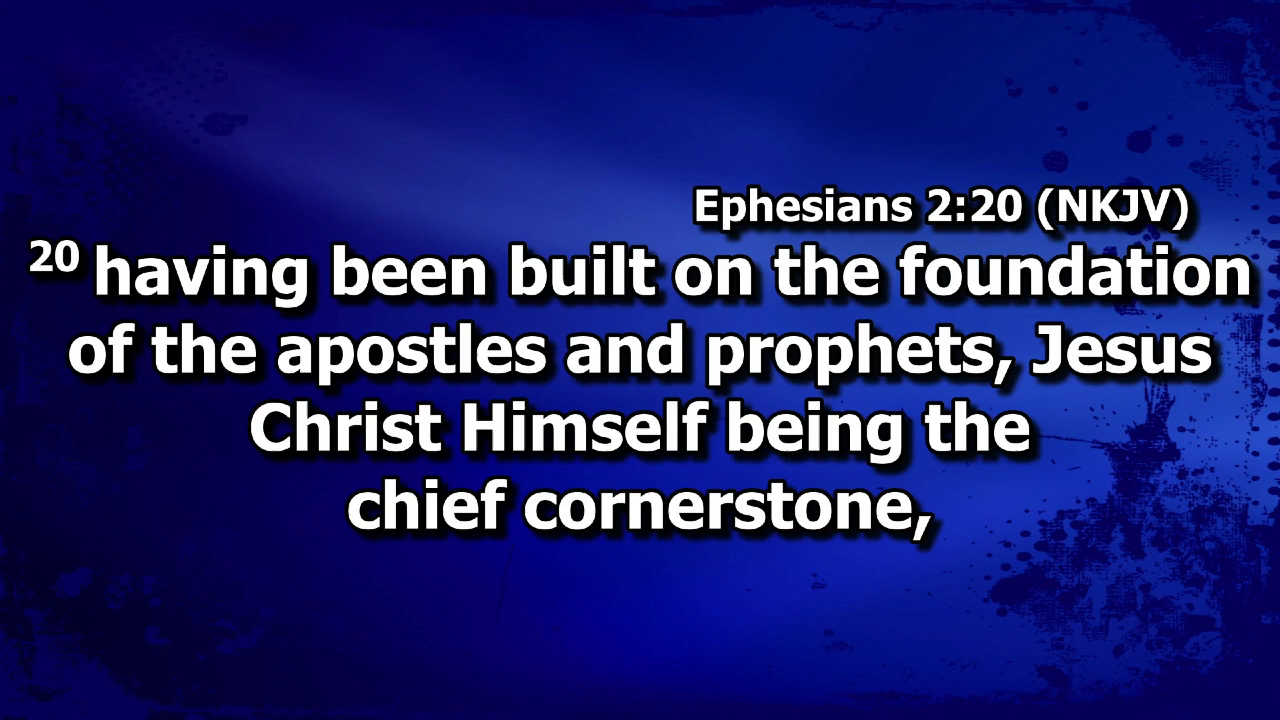 Ephesians 2:20 (NKJV)
20 having been built on the foundation
of the apostles and prophets, Jesus
Christ Himself being the
chief cornerstone,